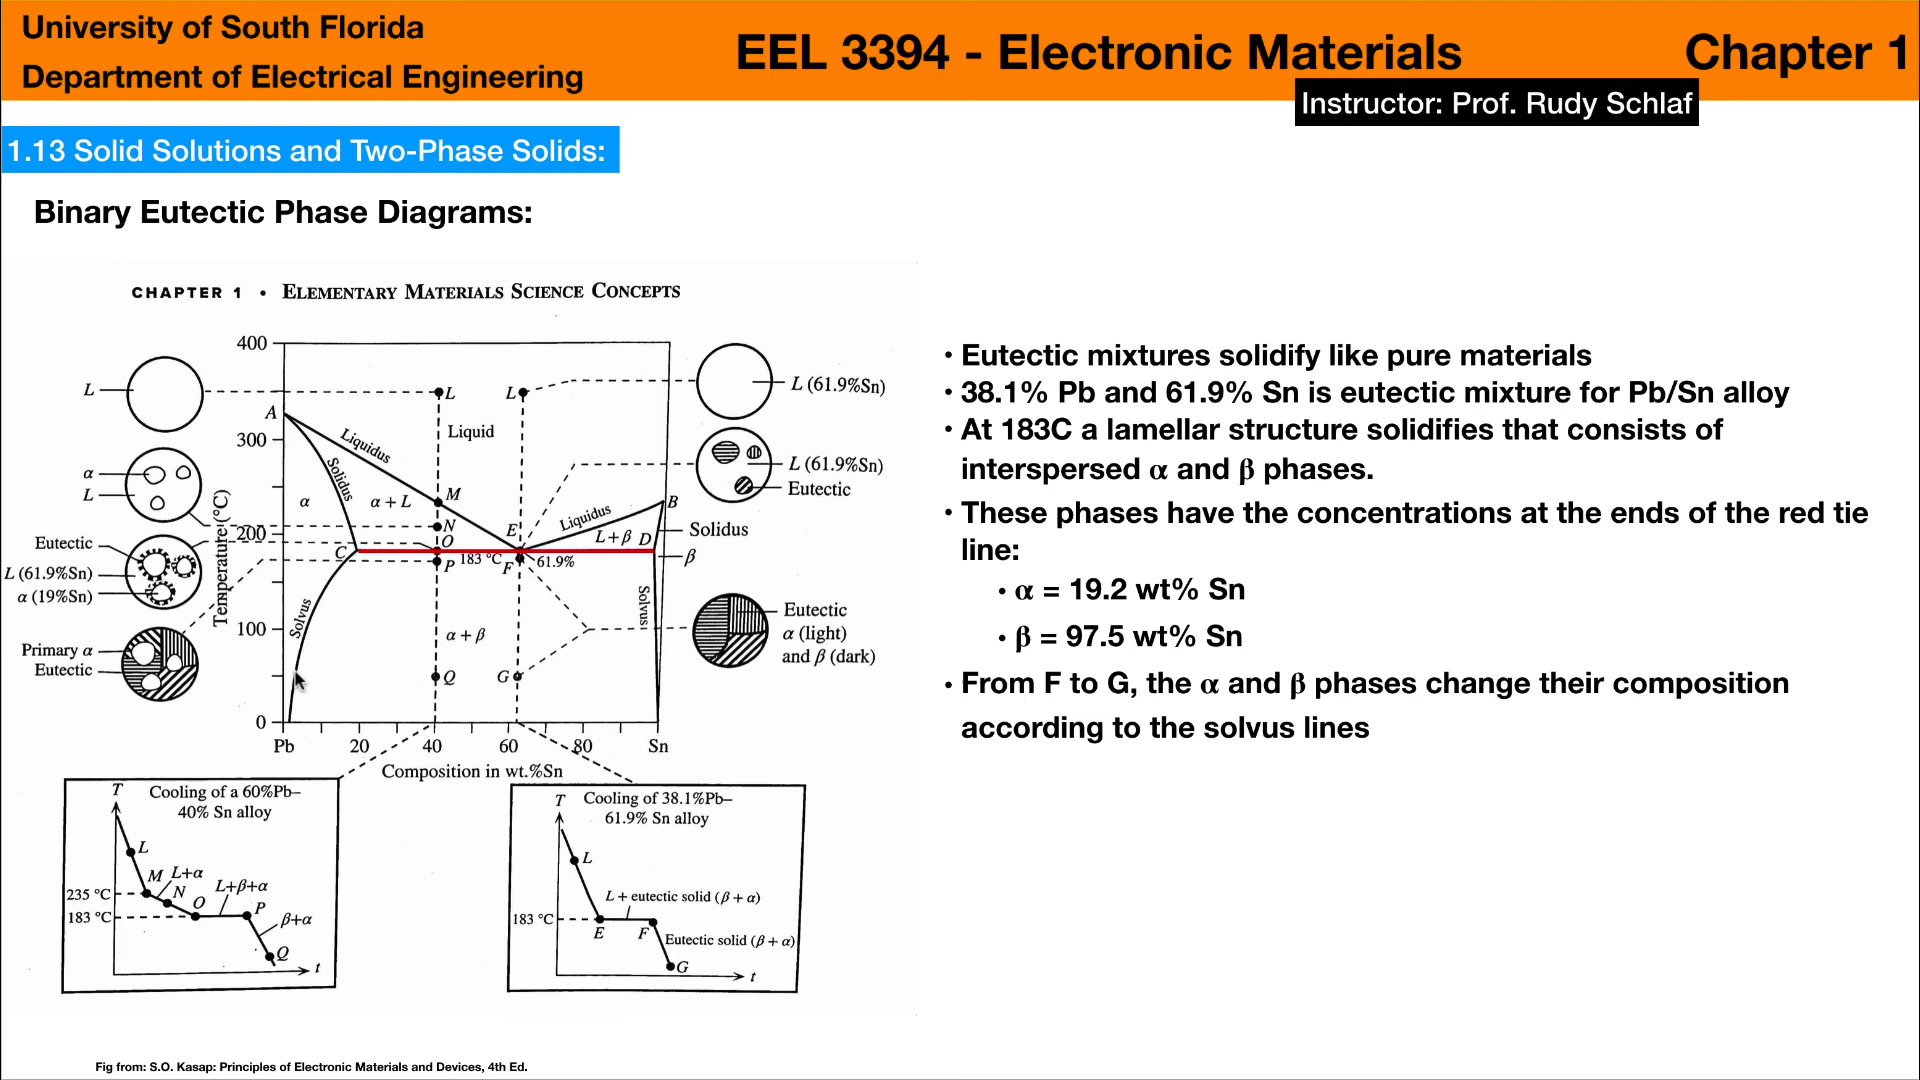 University of South Florida
Department of Electrical Engineering
EEL 3394 - Electronic Materials
Chapter 1
Instructor: Prof. Rudy Schlaf
1.13 Solid Solutions and Two-Phase Solids:
Binary Eutectic Phase Diagrams:
CHAPTER 1 • ELEMENTARY MATERIALS SCIENCE CONCEPTS
400
300
200
100
0
Temperature (°C)
Pb
20
40
60
80
Sn
Composition in wt.%Sn
L
α
L
Eutectic
L (61.9%Sn)
α (19%Sn)
Primary α
Eutectic
A
Liquidus
Solidus
α
α + L
L
Liquid
L
M
N
O
C
P
183 °C
E
F
61.9%
Liquidus
L + β
D
B
Solidus
β
Solvus
Solvus
α + β
Q
G
L (61.9%Sn)
L (61.9%Sn)
Eutectic
Eutectic
α (light)
and β (dark)
T
Cooling of a 60%Pb–
40% Sn alloy
L
M
L+α
N
O
L+β+α
P
β+α
Q
235 °C
183 °C
t
T
Cooling of 38.1%Pb–
61.9% Sn alloy
L
L + eutectic solid (β + α)
183 °C
E
F
Eutectic solid (β + α)
G
t
• Eutectic mixtures solidify like pure materials
• 38.1% Pb and 61.9% Sn is eutectic mixture for Pb/Sn alloy
• At 183C a lamellar structure solidifies that consists of
interspersed α and β phases.
• These phases have the concentrations at the ends of the red tie
line:
• α = 19.2 wt% Sn
• β = 97.5 wt% Sn
• From F to G, the α and β phases change their composition
according to the solvus lines
Fig from: S.O. Kasap: Principles of Electronic Materials and Devices, 4th Ed.